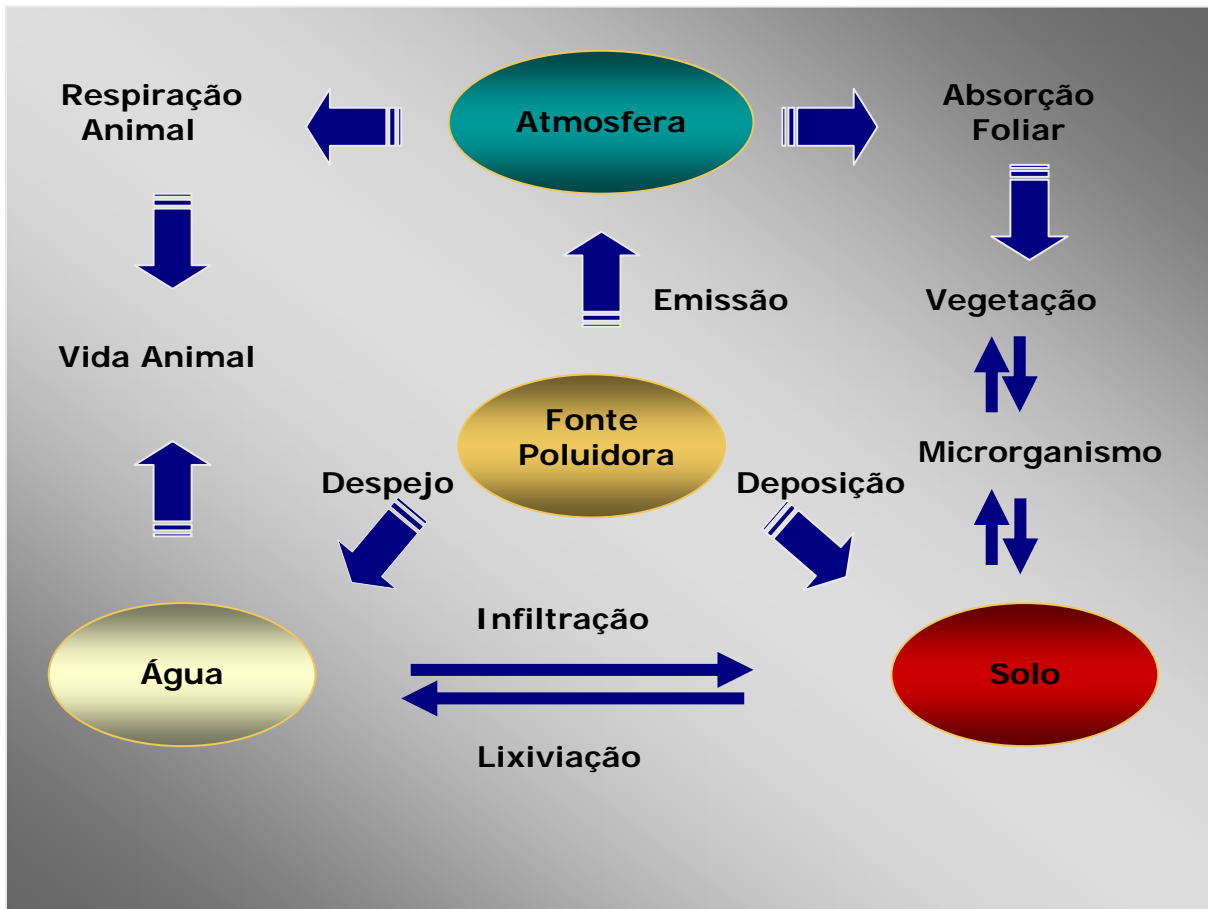 Respiração
Animal
Atmosfera
Absorção
Foliar
Emissão
Vegetação
Vida Animal
Fonte
Poluidora
Microrganismo
Despejo
Deposição
Infiltração
Água
Solo
Lixiviação